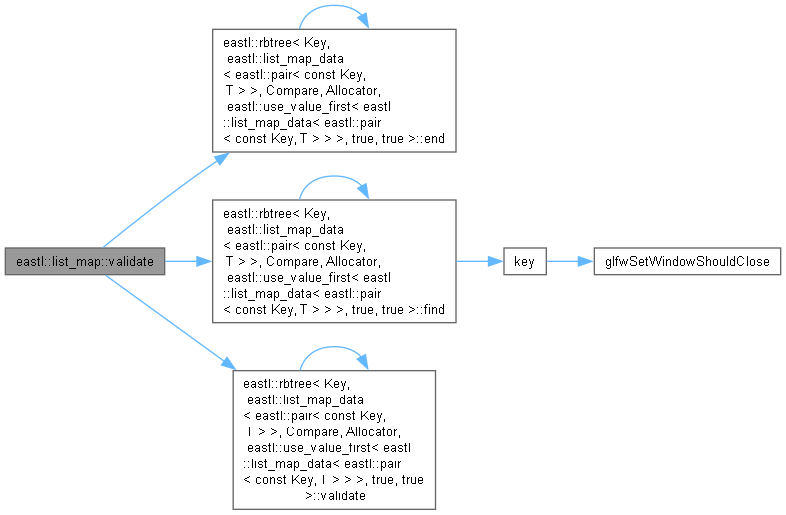 eastl::rbtree< Key,
eastl::list_map_data
< eastl::pair< const Key,
T > >, Compare, Allocator,
eastl::use_value_first< eastl
::list_map_data< eastl::pair
< const Key, T > > >, true, true >::end
eastl::list_map::validate
eastl::rbtree< Key,
eastl::list_map_data
< eastl::pair< const Key,
T > >, Compare, Allocator,
eastl::use_value_first< eastl
::list_map_data< eastl::pair
< const Key, T > > >, true, true >::find
key
glfwSetWindowShouldClose
eastl::rbtree< Key,
eastl::list_map_data
< eastl::pair< const Key,
T > >, Compare, Allocator,
eastl::use_value_first< eastl
::list_map_data< eastl::pair
< const Key, T > > >, true, true
>::validate